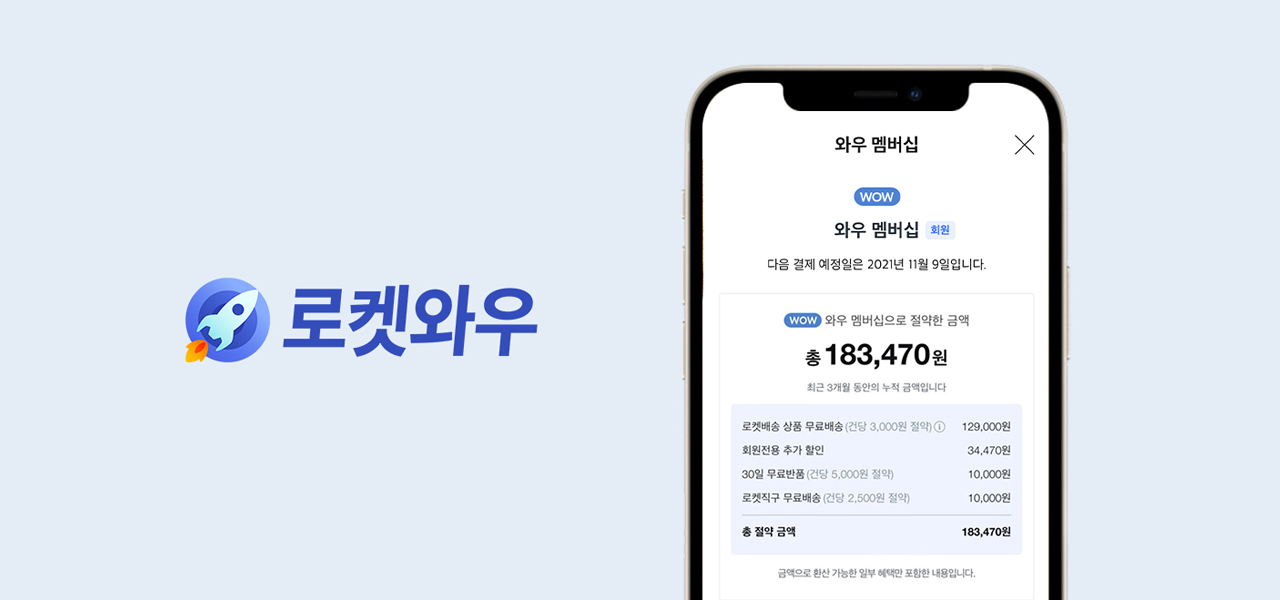 로켓와우
와우 멤버십
WOW
와우 멤버십 회원
다음 결제 예정일은 2021년 11월 9일입니다.
WOW 와우 멤버십으로 절약한 금액
총 183,470원
최근 3개월 동안의 누적 금액입니다
로켓배송 상품 무료배송 (건당 3,000원 절약) ⓘ 129,000원
회원전용 추가 할인 34,470원
30일 무료반품 (건당 5,000원 절약) 10,000원
로켓직구 무료배송 (건당 2,500원 절약) 10,000원
총 절약 금액 183,470원
금액으로 환산 가능한 일부 혜택만 포함한 내용입니다.